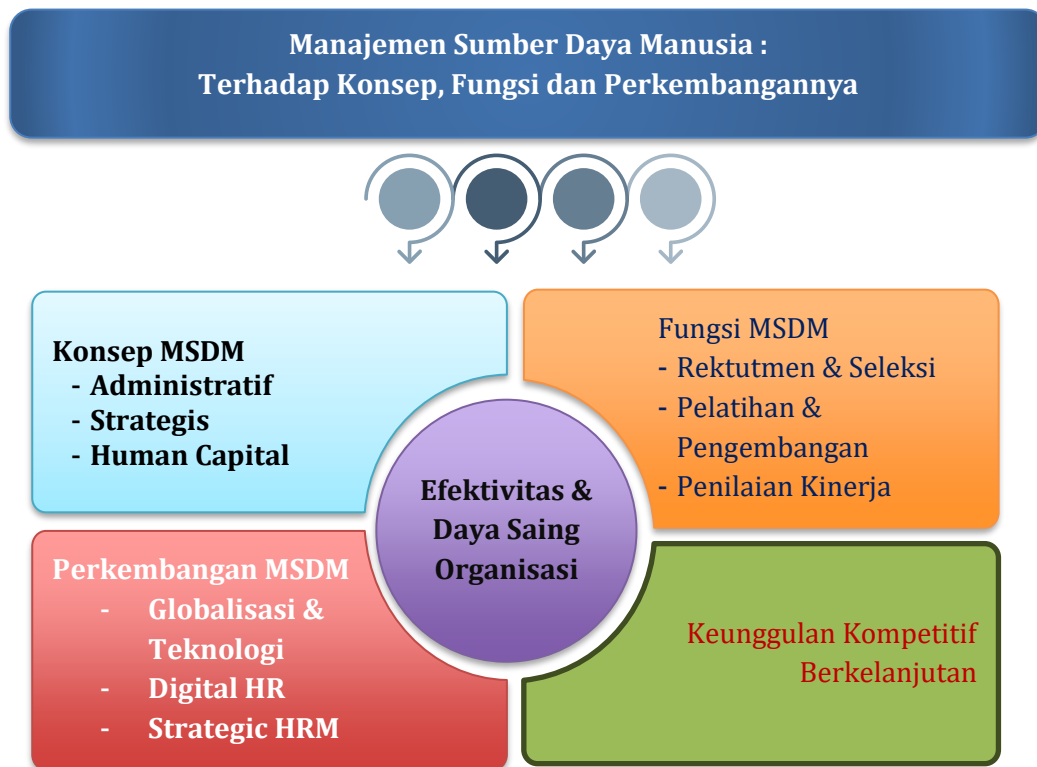 Manajemen Sumber Daya Manusia :
Terhadap Konsep, Fungsi dan Perkembangannya
Konsep MSDM
- Administratif
- Strategis
- Human Capital
Fungsi MSDM
- Rektutmen & Seleksi
- Pelatihan &
Pengembangan
- Penilaian Kinerja
Efektivitas &
Daya Saing
Organisasi
Perkembangan MSDM
- Globalisasi &
Teknologi
- Digital HR
- Strategic HRM
Keunggulan Kompetitif
Berkelanjutan